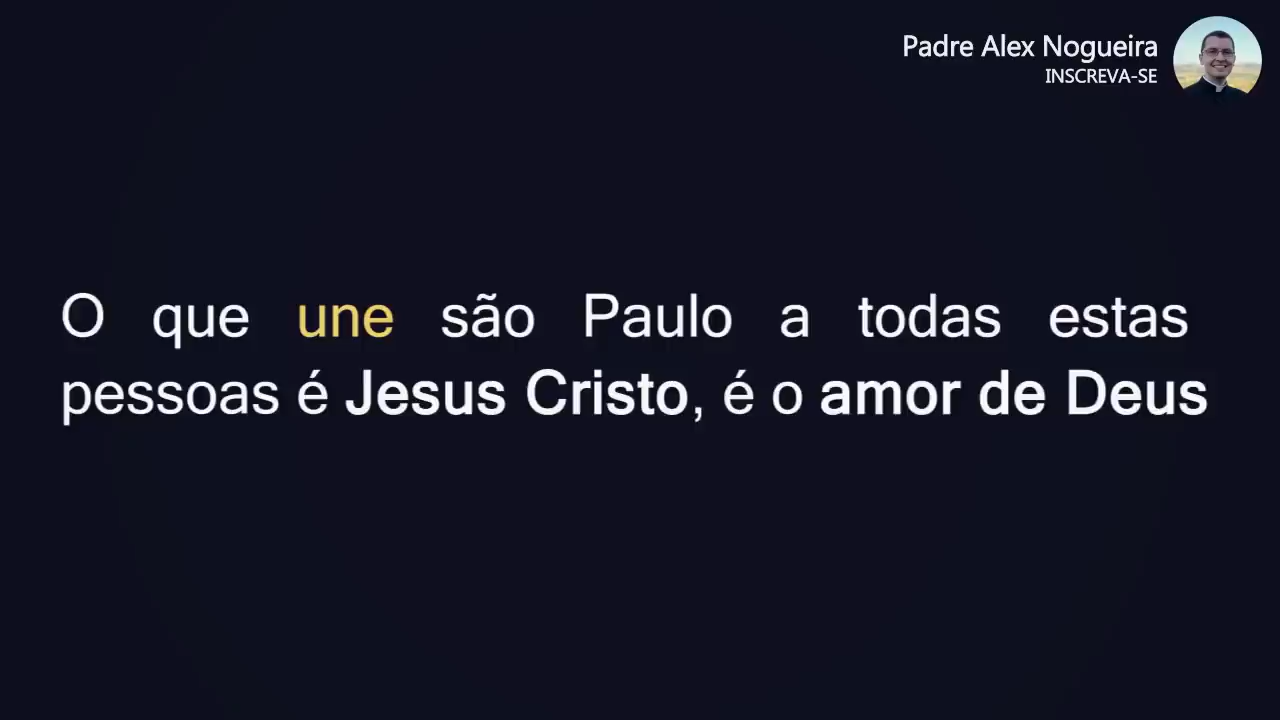 Padre Alex Nogueira
INSCREVA-SE
O que une são Paulo a todas estas
pessoas é Jesus Cristo, é o amor de Deus